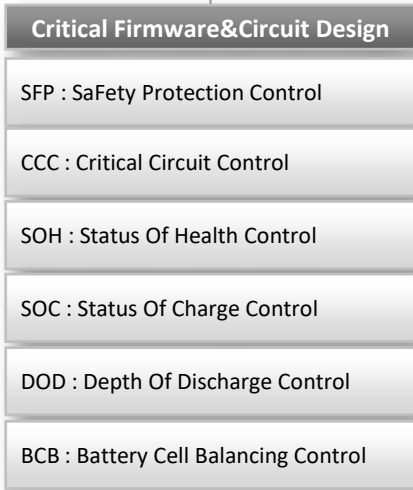 Critical Firmware&Circuit Design
SFP : SaFety Protection Control
CCC : Critical Circuit Control
SOH : Status Of Health Control
SOC : Status Of Charge Control
DOD : Depth Of Discharge Control
BCB : Battery Cell Balancing Control